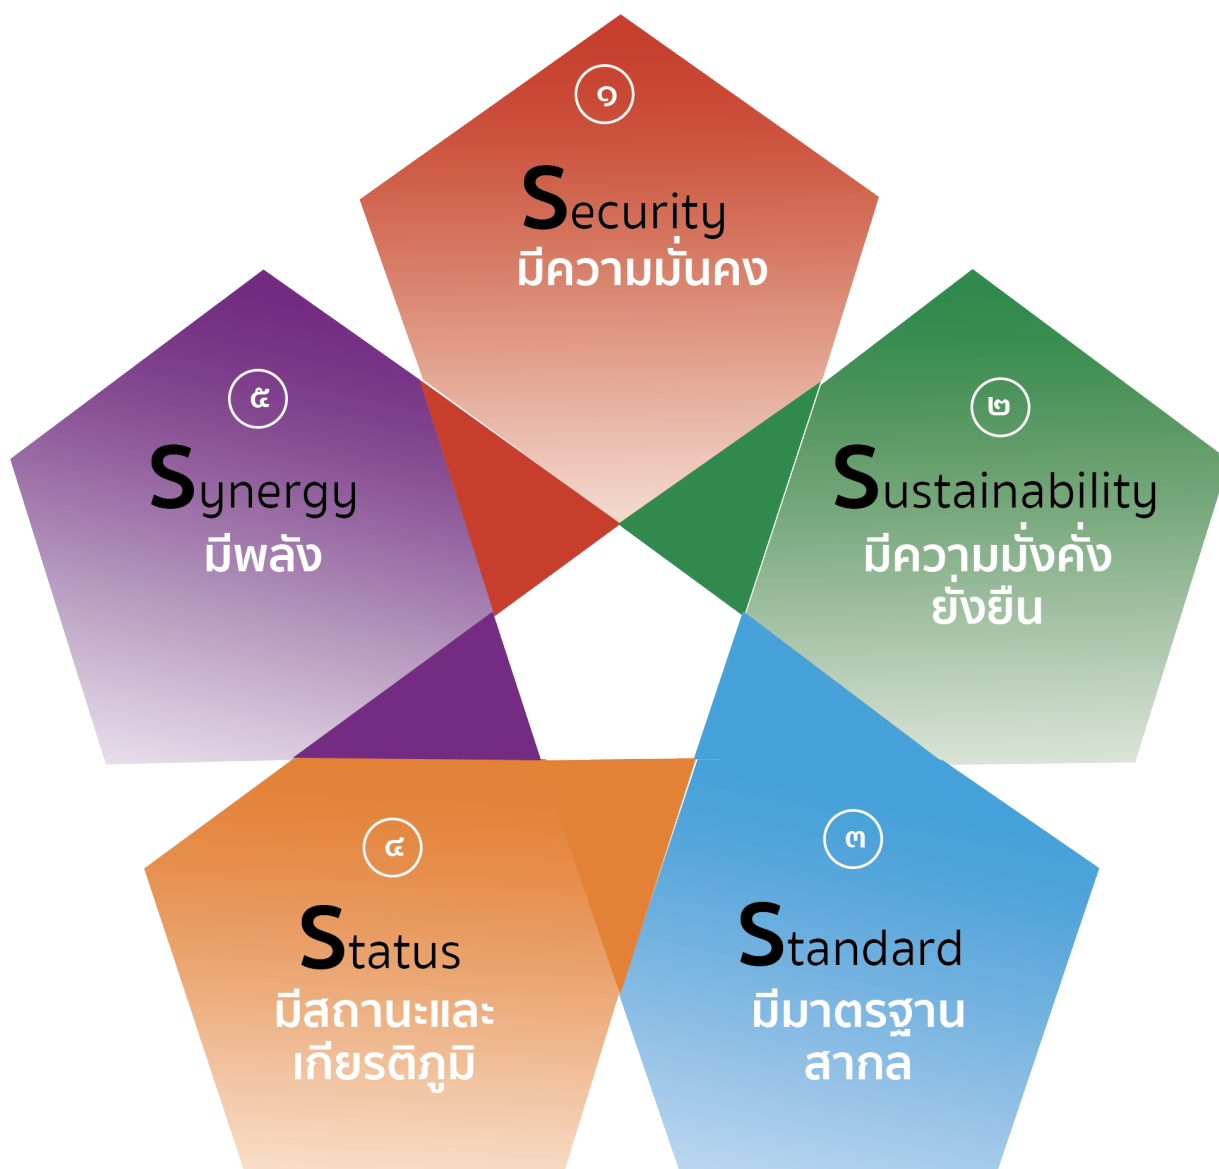 ๑
Security
มีความมั่นคง
๒
Sustainability
มีความมั่งคั่ง
ยั่งยืน
๓
Standard
มีมาตรฐาน
สากล
๔
Status
มีสถานะและ
เกียรติภูมิ
๕
Synergy
มีพลัง